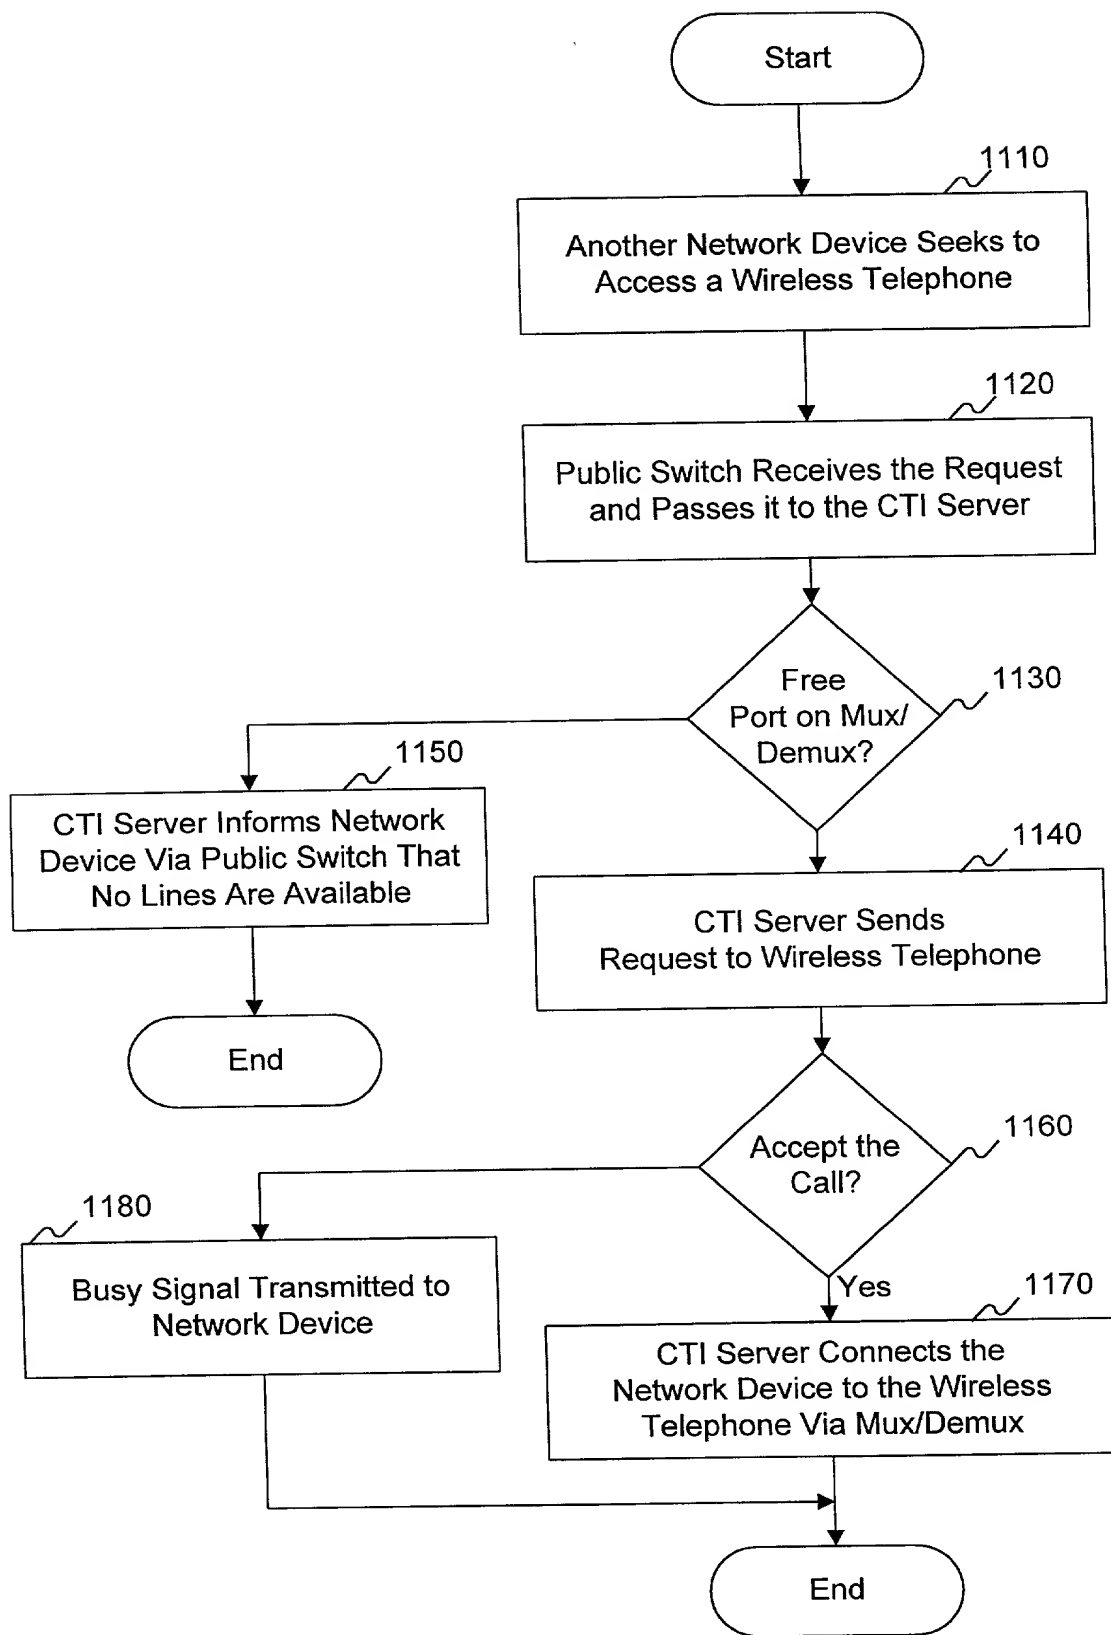 Start
1110
Another Network Device Seeks to
Access a Wireless Telephone
1120
Public Switch Receives the Request
and Passes it to the CTI Server
Free
Port on Mux/
Demux?
1130
1150
CTI Server Informs Network
Device Via Public Switch That
No Lines Are Available
1140
CTI Server Sends
Request to Wireless Telephone
End
Accept the
Call?
1160
1180
Busy Signal Transmitted to
Network Device
Yes
1170
CTI Server Connects the
Network Device to the Wireless
Telephone Via Mux/Demux
End